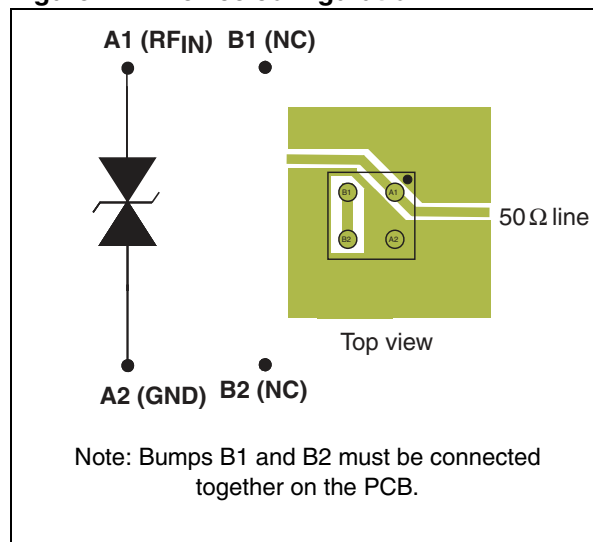 A1 (RFIN) B1 (NC)
B1 A1
B2 A2
50 Ω line
Top view
A2 (GND) B2 (NC)
Note: Bumps B1 and B2 must be connected
together on the PCB.